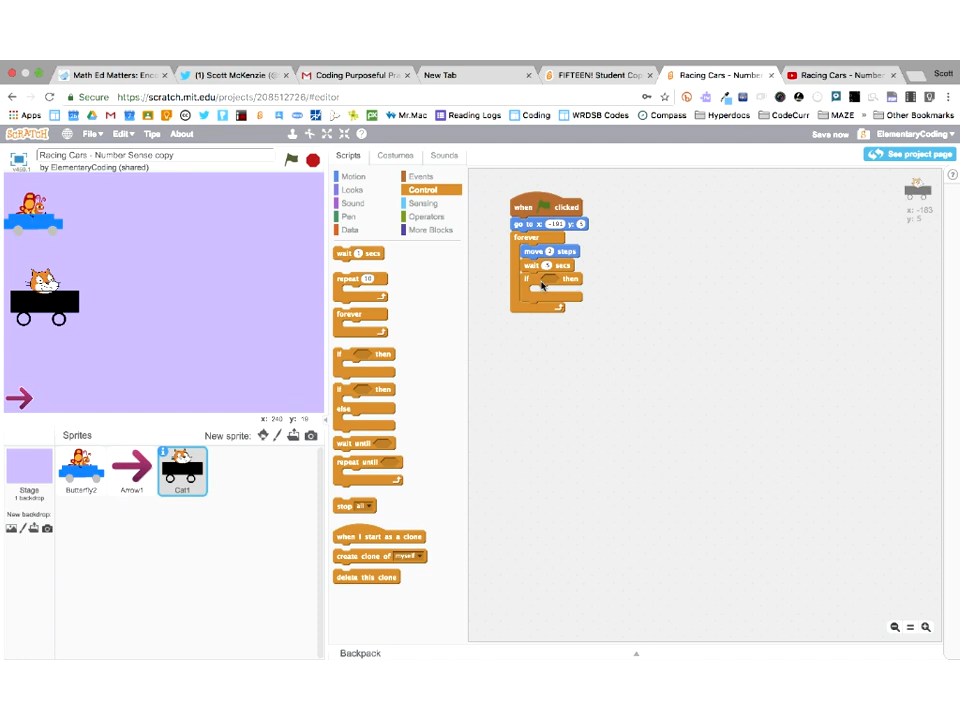 Math Ed Matters: Enc
(1) Scott McKenzie (@
Coding Purposeful Pra
New Tab
FIFTEEN! Student Cop
Racing Cars - Number
Racing Cars - Numbe
Scott
Secure https://scratch.mit.edu/projects/208512726/#editor
Apps
Mr.Mac
Reading Logs
Coding
WRDSB Codes
Compass
Hyperdocs
CodeCurr
MAZE
Other Bookmarks
SCRATCH
File
Edit
Tips
About
Save now
ElementaryCoding
Racing Cars - Number Sense copy
by ElementaryCoding (shared)
Scripts
Costumes
Sounds
See project page
Motion
Events
Looks
Control
Sound
Sensing
Pen
Operators
Data
More Blocks
wait 1 secs
repeat 10
forever
if then
if then
else
wait until
repeat until
stop all
when I start as a clone
create clone of myself
delete this clone
when clicked
go to x: -191 y: 5
forever
move 2 steps
wait .5 secs
if then
x: -183
y: 5
x: 240 y: 19
Sprites
New sprite:
Stage
1 backdrop
New backdrop:
Butterfly2
Arrow1
Cat1
Backpack